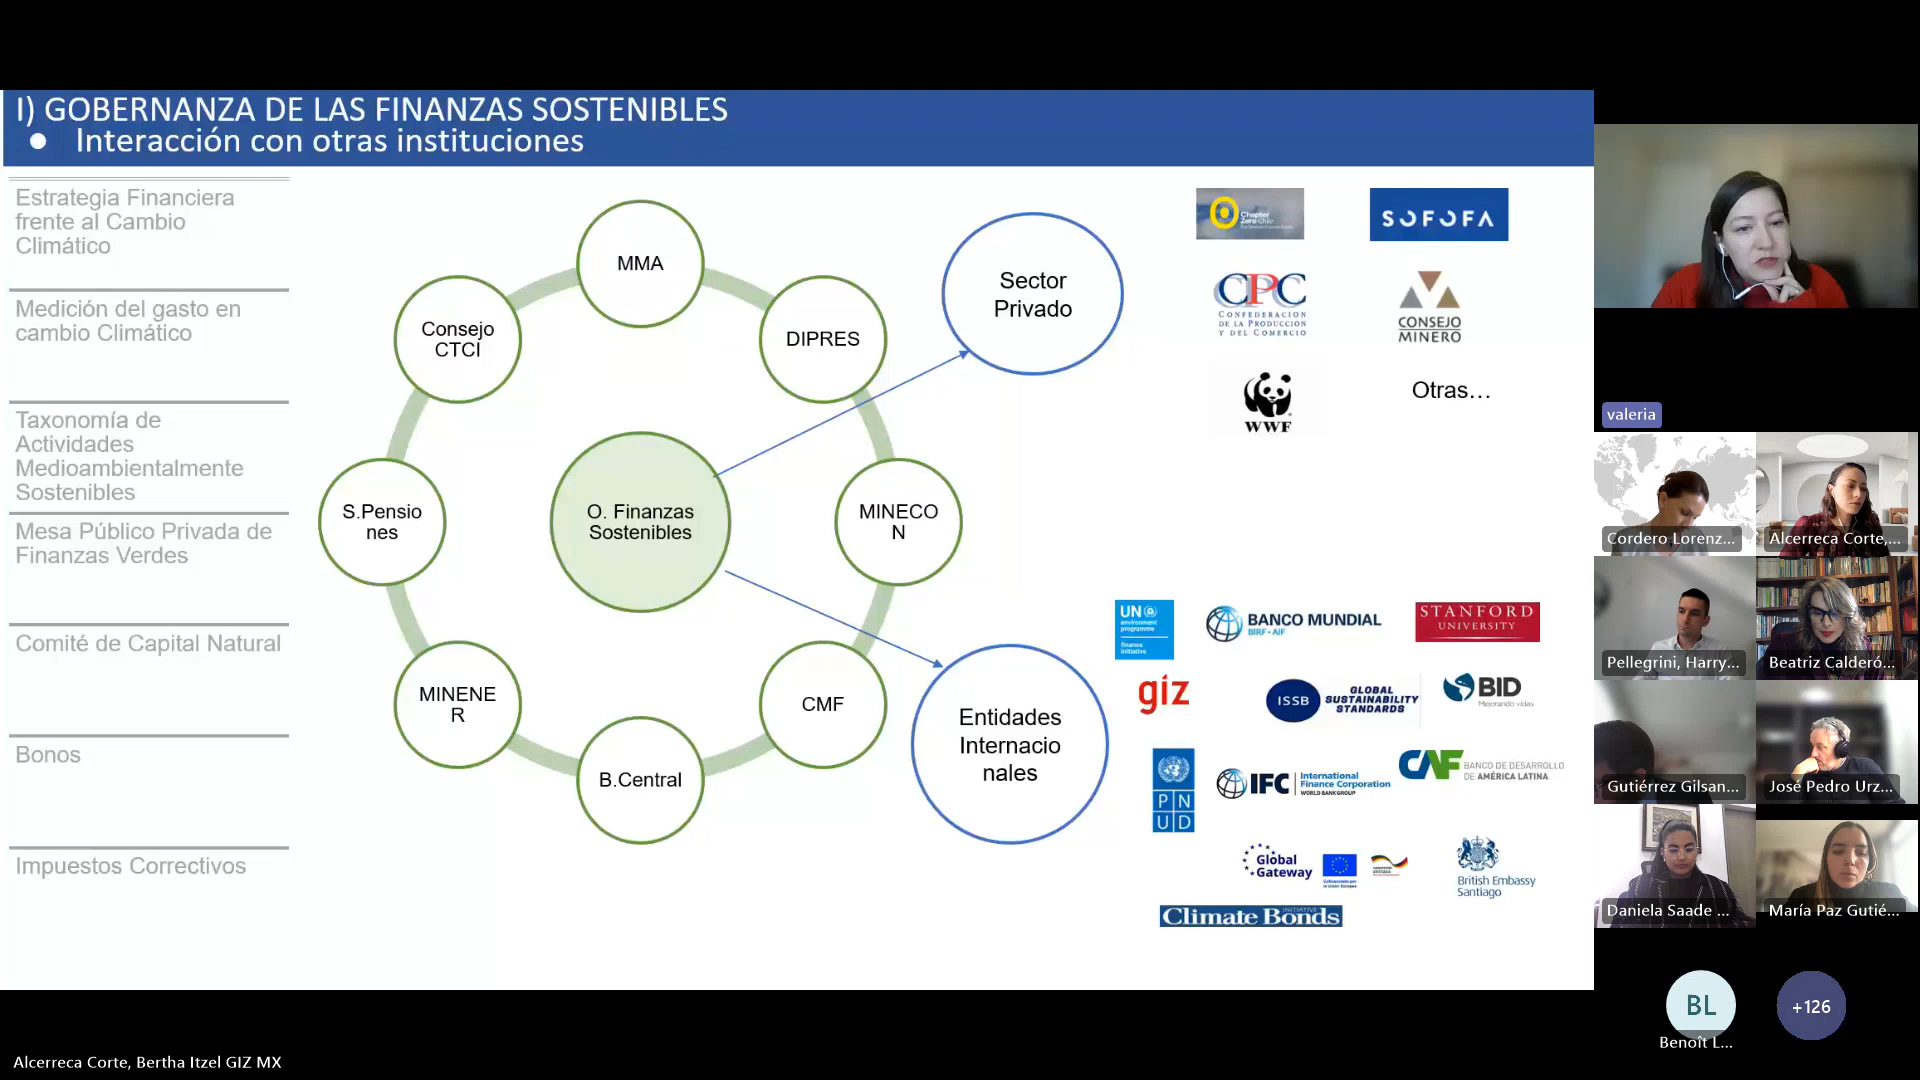 I) GOBERNANZA DE LAS FINANZAS SOSTENIBLES
● Interacción con otras instituciones
Estrategia Financiera
frente al Cambio
Climático
Medición del gasto en
cambio Climático
Taxonomía de
Actividades
Medioambientalmente
Sostenibles
Mesa Público Privada de
Finanzas Verdes
Comité de Capital Natural
Bonos
Impuestos Correctivos
MMA
Consejo
CTCI
DIPRES
S.Pensio
nes
O. Finanzas
Sostenibles
MINECO
N
MINENE
R
CMF
B.Central
Sector
Privado
Entidades
Internacio
nales
Chapter
Zero Chile
SOFOFA
CPC
CONFEDERACION
DE LA PRODUCCION
Y DEL COMERCIO
CONSEJO
MINERO
WWF
Otras...
UN
environment
programme
finance
initiative
BANCO MUNDIAL
BIRF • AIF
STANFORD
UNIVERSITY
giz
ISSB
GLOBAL
SUSTAINABILITY
STANDARDS
BID
Mejorando vidas
P N
U D
IFC
International
Finance Corporation
WORLD BANK GROUP
CAF
BANCO DE DESARROLLO
DE AMÉRICA LATINA
Global
Gateway
British Embassy
Santiago
Climate Bonds
INITIATIVE
valeria
Cordero Lorenz...
Alcerreca Corte,...
Pellegrini, Harry...
Beatriz Calderó...
Gutiérrez Gilsan...
José Pedro Urz...
Daniela Saade ...
María Paz Gutié...
BL
+126
Benoît L...
Alcerreca Corte, Bertha Itzel GIZ MX